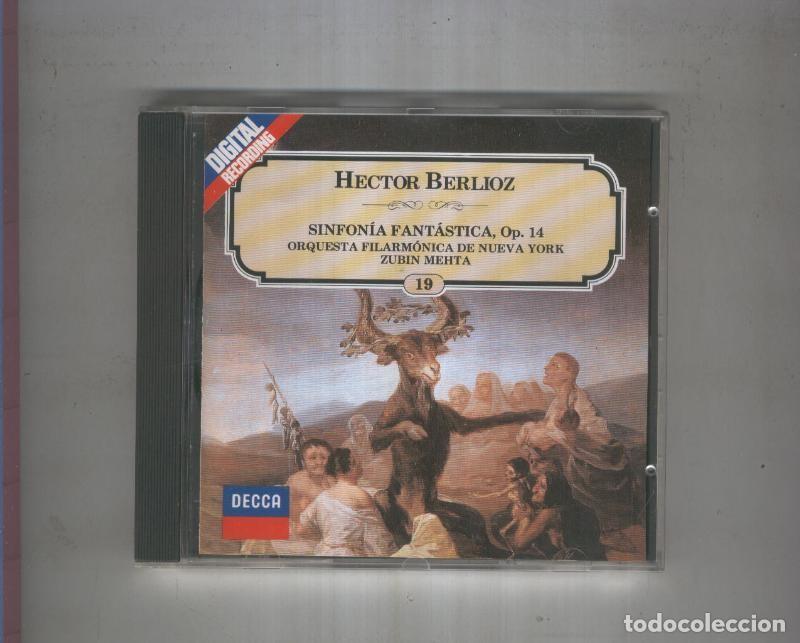 DIGITAL
RECORDING
HECTOR BERLIOZ
SINFONÍA FANTÁSTICA, Op. 14
ORQUESTA FILARMÓNICA DE NUEVA YORK
ZUBIN MEHTA
19
DECCA
todocoleccion